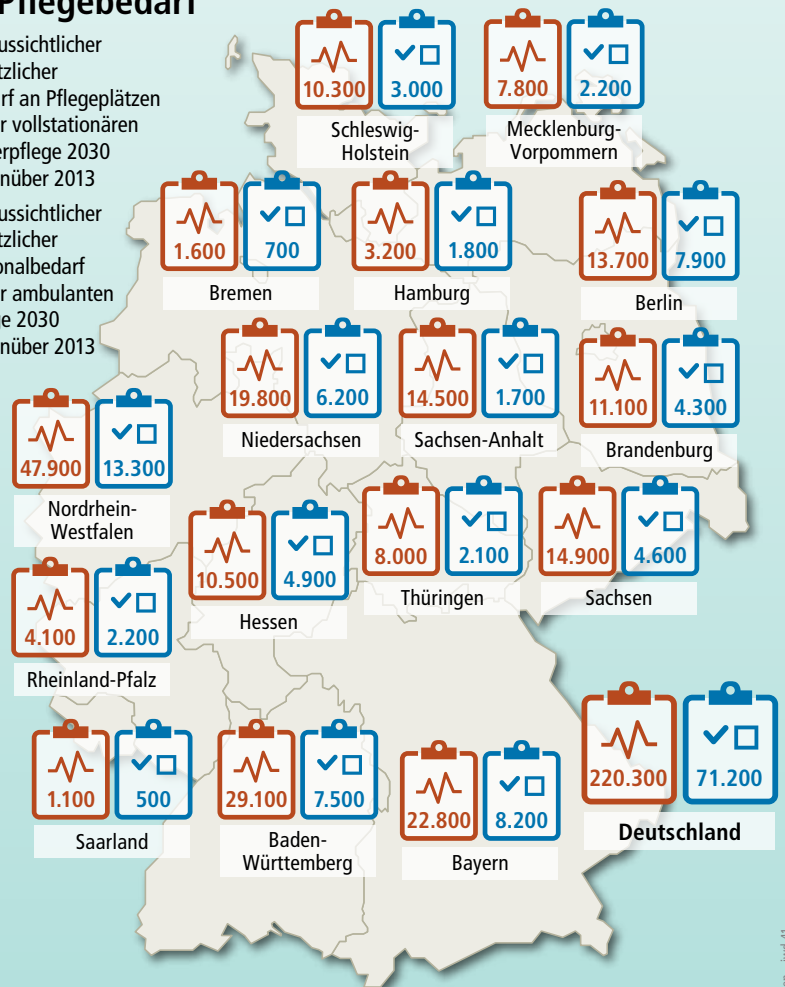 Pflegebedarf
ussichtlicher
tzlicher
rf an Pflegeplätzen
r vollstationären
erpflege 2030
nüber 2013
ussichtlicher
tzlicher
onalbedarf
r ambulanten
ge 2030
nüber 2013
10.300 3.000
Schleswig-
Holstein
7.800 2.200
Mecklenburg-
Vorpommern
1.600 700
Bremen
3.200 1.800
Hamburg
13.700 7.900
Berlin
19.800 6.200
Niedersachsen
14.500 1.700
Sachsen-Anhalt
11.100 4.300
Brandenburg
47.900 13.300
Nordrhein-
Westfalen
10.500 4.900
Hessen
8.000 2.100
Thüringen
14.900 4.600
Sachsen
4.100 2.200
Rheinland-Pfalz
1.100 500
Saarland
29.100 7.500
Baden-
Württemberg
22.800 8.200
Bayern
220.300 71.200
Deutschland